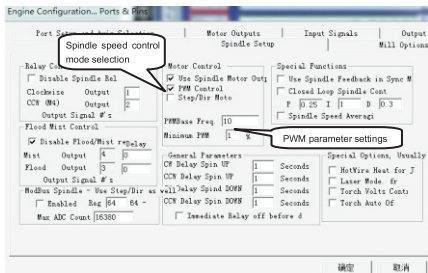 Engine Configuration... Ports & Pins
Port Setup and Axis Selection | Motor Outputs | Input Signals | Output
Spindle Setup | Mill Options
Spindle speed control
mode selection
Relay Control
Disable Spindle Rel
Clockwise Output 1
CCW (M4) Output 2
Output Signal #'s
Flood Mist Control
Disable Flood/Mist re Delay
Mist Output 4 0
Flood Output 3 0
Output Signal #'s
ModBus Spindle - Use Step/Dir as well
Enabled Reg 64 64 -
Max ADC Count 16380
Motor Control
Use Spindle Motor Outp
PWM Control
Step/Dir Moto
PWMBase Freq. 10
Minimum PWM 1 %
PWM parameter settings
General Parameters
CW Delay Spin UP 1 Seconds
CCW Delay Spin UP 1 Seconds
CW Delay Spind DOWN 1 Seconds
CCW Delay Spin DOWN 1 Seconds
Immediate Relay off before d
Special Functions
Use Spindle Feedback in Sync M
Closed Loop Spindle Cont
P 0.25 I 1 D 0.3
Spindle Speed Averagi
Special Options, Usually
HotWire Heat for J
Laser Mode. fr
Torch Volts Conti
Torch Auto Of
确定 取消